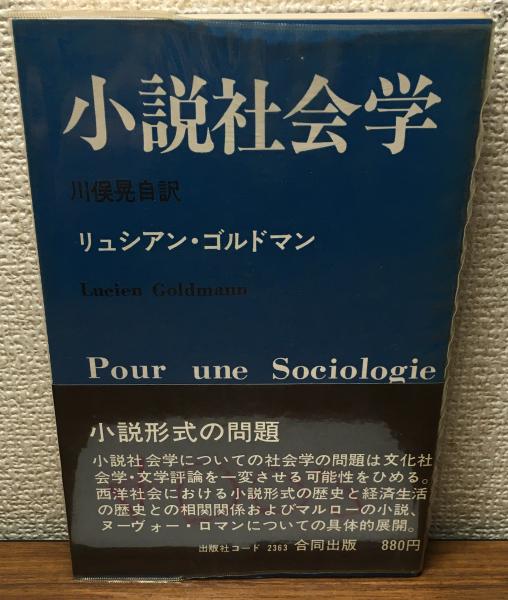 小説社会学
川俣晃自訳
リュシアン・ゴルドマン
Lucien Goldmann
Pour une Sociologie
小説形式の問題
小説社会学についての社会学の問題は文化社
会学・文学評論を一変させる可能性をひめる。
西洋社会における小説形式の歴史と経済生活
の歴史との相関関係およびマルローの小説、
ヌーヴォー・ロマンについての具体的展開。
出版社コード 2363 合同出版 880円